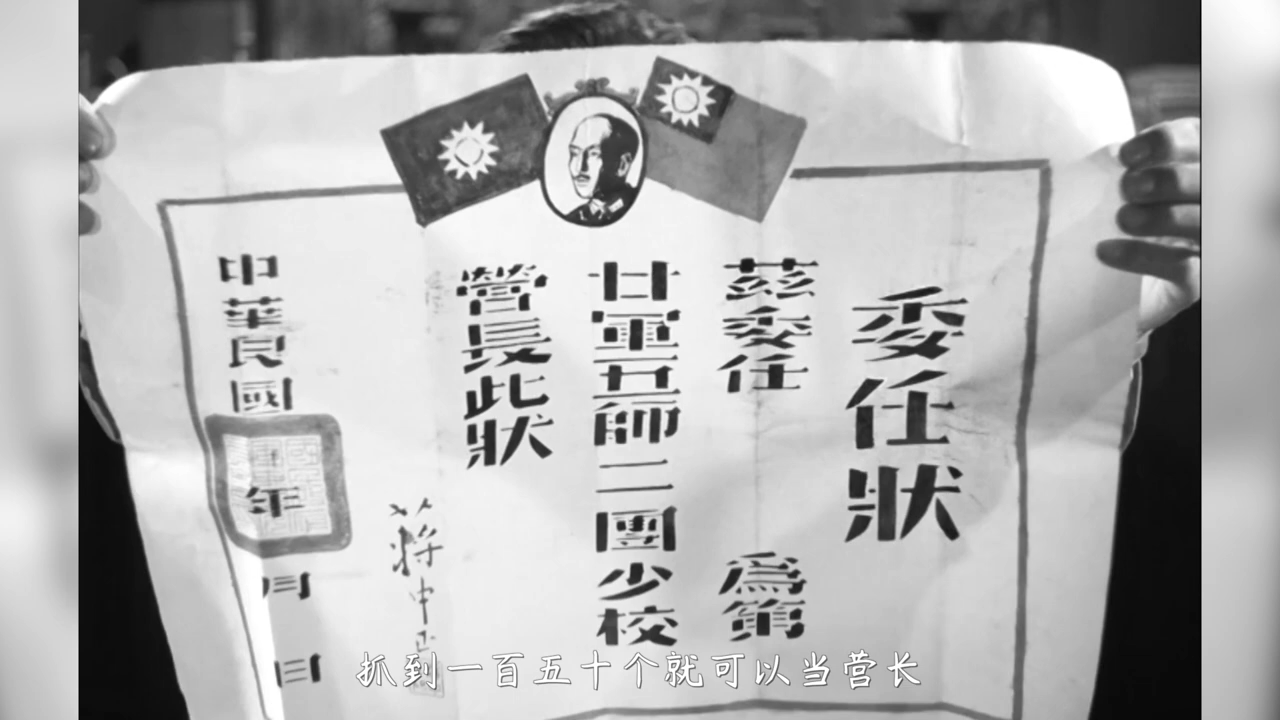 委任狀
茲委任 爲第
廿軍五師二團少校
營長此狀
蔣中正
中華民國 年 月 日
抓到一百五十个就可以当营长